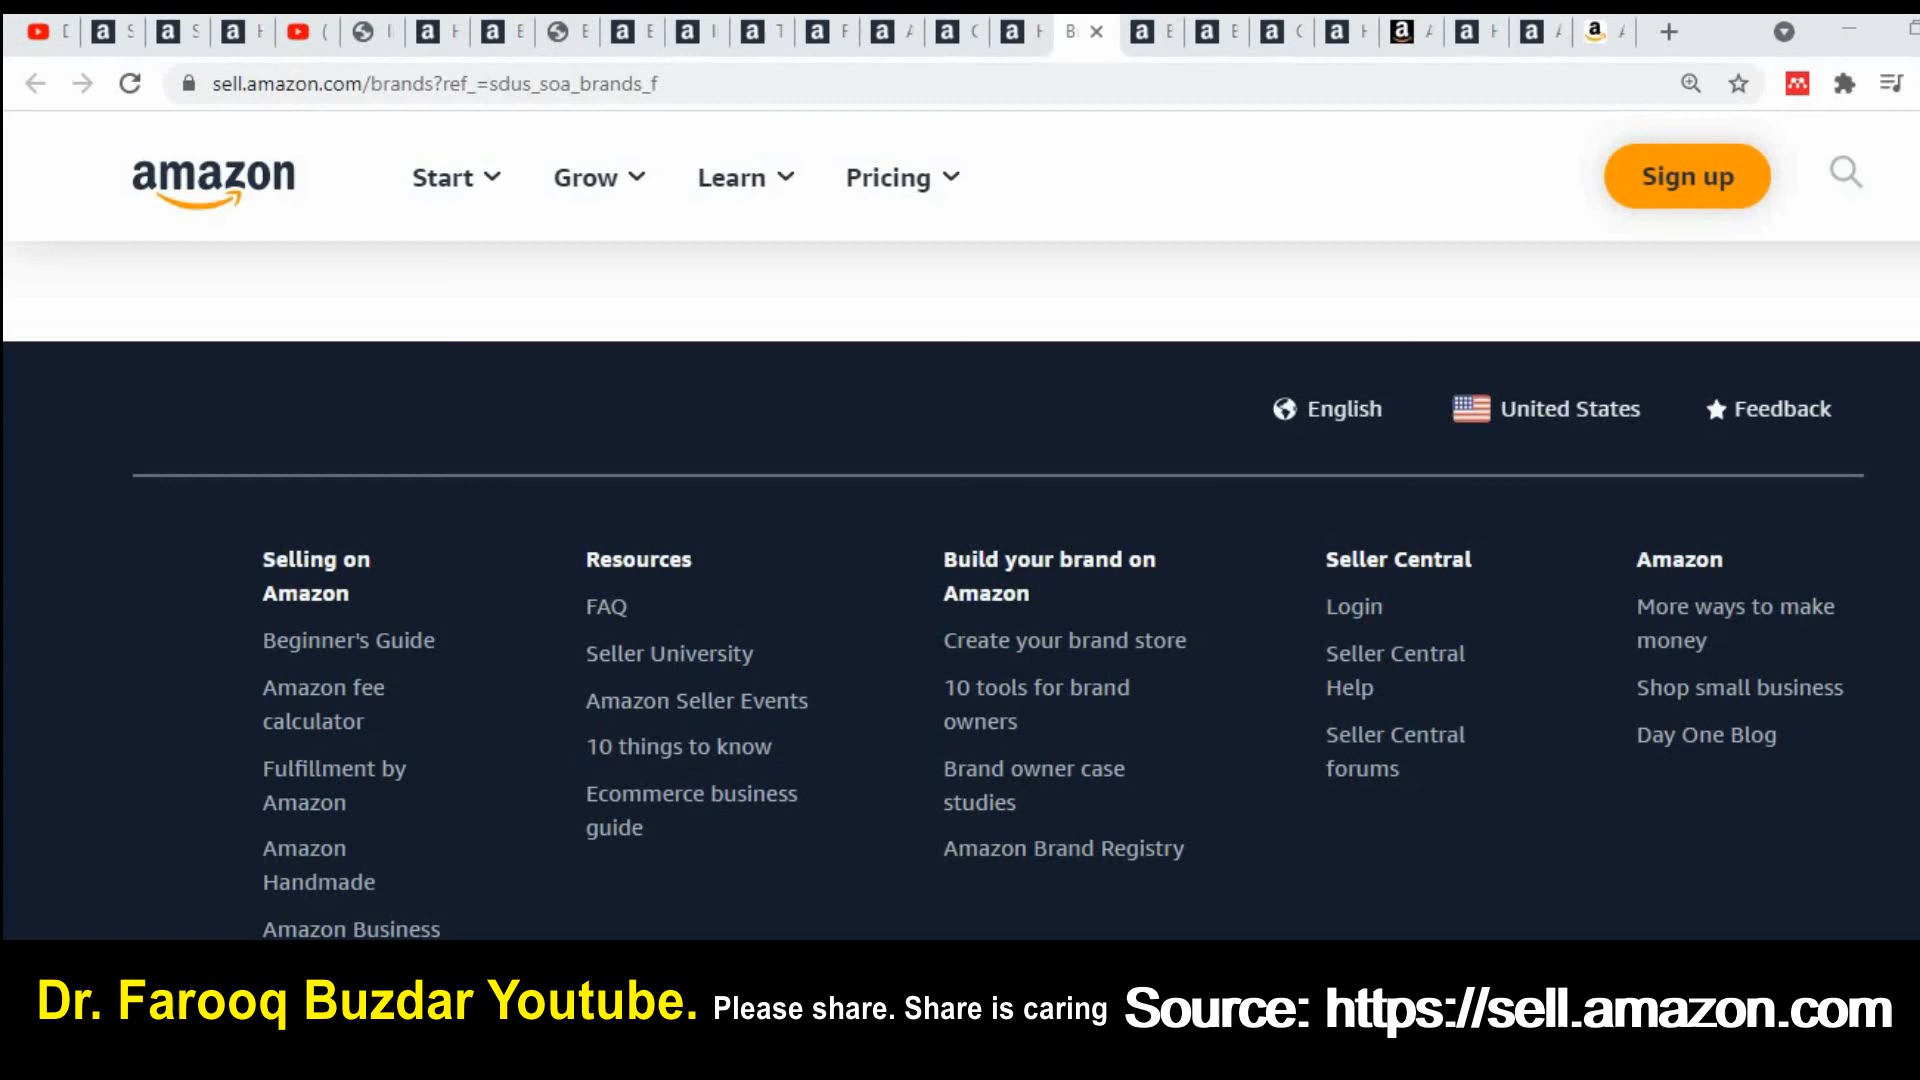 sell.amazon.com/brands?ref_=sdus_soa_brands_f
amazon Start Grow Learn Pricing Sign up
English United States Feedback
Selling on
Amazon
Beginner's Guide
Amazon fee
calculator
Fulfillment by
Amazon
Amazon
Handmade
Amazon Business
Resources
FAQ
Seller University
Amazon Seller Events
10 things to know
Ecommerce business
guide
Build your brand on
Amazon
Create your brand store
10 tools for brand
owners
Brand owner case
studies
Amazon Brand Registry
Seller Central
Login
Seller Central
Help
Seller Central
forums
Amazon
More ways to make
money
Shop small business
Day One Blog
Dr. Farooq Buzdar Youtube. Please share. Share is caring Source: https://sell.amazon.com